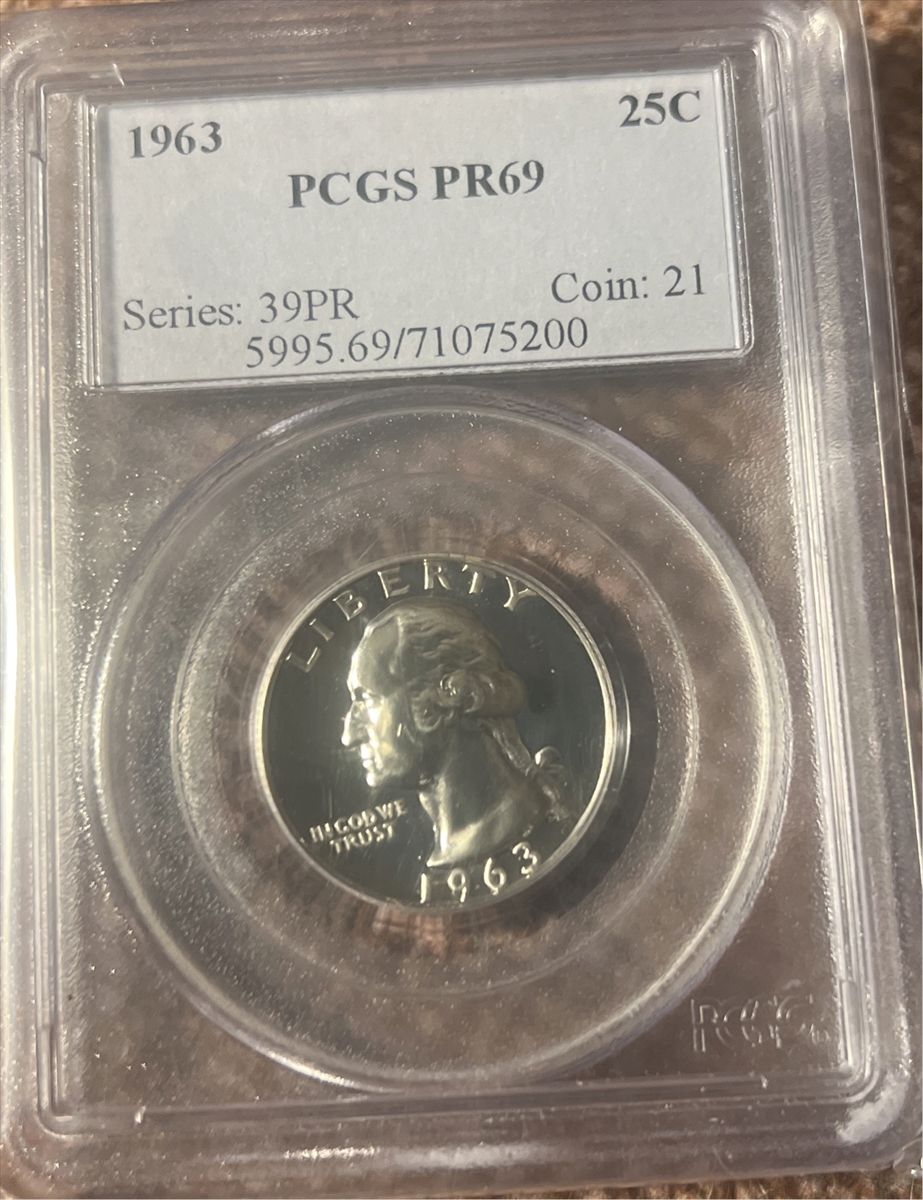 1963 25C
PCGS PR69
Series: 39PR Coin: 21
5995.69/71075200
LIBERTY
IN GOD WE
TRUST
1963
PCGS